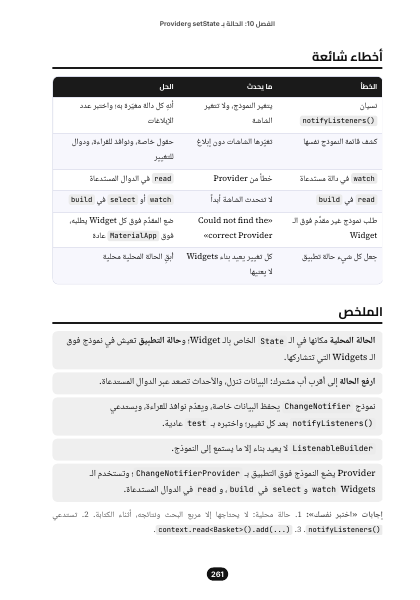 الفصل 10: الحالة بـ setState وProvider
أخطاء شائعة
الخطأ ما يحدث الحل
نسيان يتغير النموذج، ولا تتغير أنهِ كل دالة مغيّرة به؛ واختبر عدد
notifyListeners() الشاشة الإبلاغات
كشف قائمة النموذج نفسها تغيّرها الشاشات دون إبلاغ حقول خاصة، ونوافذ للقراءة، ودوال
للتغيير
watch في دالة مستدعاة خطأ من Provider read في الدوال المستدعاة
read في build لا تتحدث الشاشة أبداً watch أو select في build
طلب نموذج غير مقدَّم فوق الـ «Could not find the ضع المقدِّم فوق كل Widget يطلبه،
Widget correct Provider» فوق MaterialApp عادة
جعل كل شيء حالة تطبيق كل تغيير يعيد بناء Widgets أبقِ الحالة المحلية محلية
لا يعنيها
الملخص
الحالة المحلية مكانها في الـ State الخاص بالـ Widget؛ وحالة التطبيق تعيش في نموذج فوق
الـ Widgets التي تتشاركها.
ارفع الحالة إلى أقرب أب مشترك: البيانات تنزل، والأحداث تصعد عبر الدوال المستدعاة.
نموذج ChangeNotifier يحفظ البيانات خاصة، ويقدّم نوافذ للقراءة، ويستدعي
notifyListeners() بعد كل تغيير؛ واختبره بـ test عادية.
ListenableBuilder لا يعيد بناء إلا ما يستمع إلى النموذج.
Provider يضع النموذج فوق التطبيق بـ ChangeNotifierProvider؛ وتستخدم الـ
Widgets watch و select في build، و read في الدوال المستدعاة.
إجابات «اختبر نفسك»: 1. حالة محلية: لا يحتاجها إلا مربع البحث ونتائجه، أثناء الكتابة. 2. تستدعي
notifyListeners(). 3. context.read<Basket>().add(...).
261